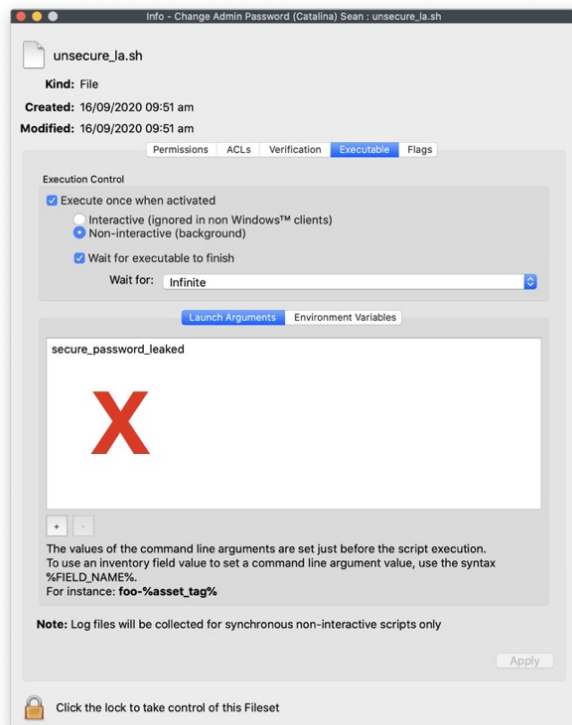 Info - Change Admin Password (Catalina) Sean : unsecure_la.sh
unsecure_la.sh
Kind: File
Created: 16/09/2020 09:51 am
Modified: 16/09/2020 09:51 am
Permissions ACLs Verification Executable Flags
Execution Control
Execute once when activated
Interactive (ignored in non Windows™ clients)
Non-interactive (background)
Wait for executable to finish
Wait for: Infinite
Launch Arguments Environment Variables
secure_password_leaked
X
+ -
The values of the command line arguments are set just before the script execution.
To use an inventory field value to set a command line argument value, use the syntax
%FIELD_NAME%.
For instance: foo-%asset_tag%
Note: Log files will be collected for synchronous non-interactive scripts only
Apply
Click the lock to take control of this Fileset